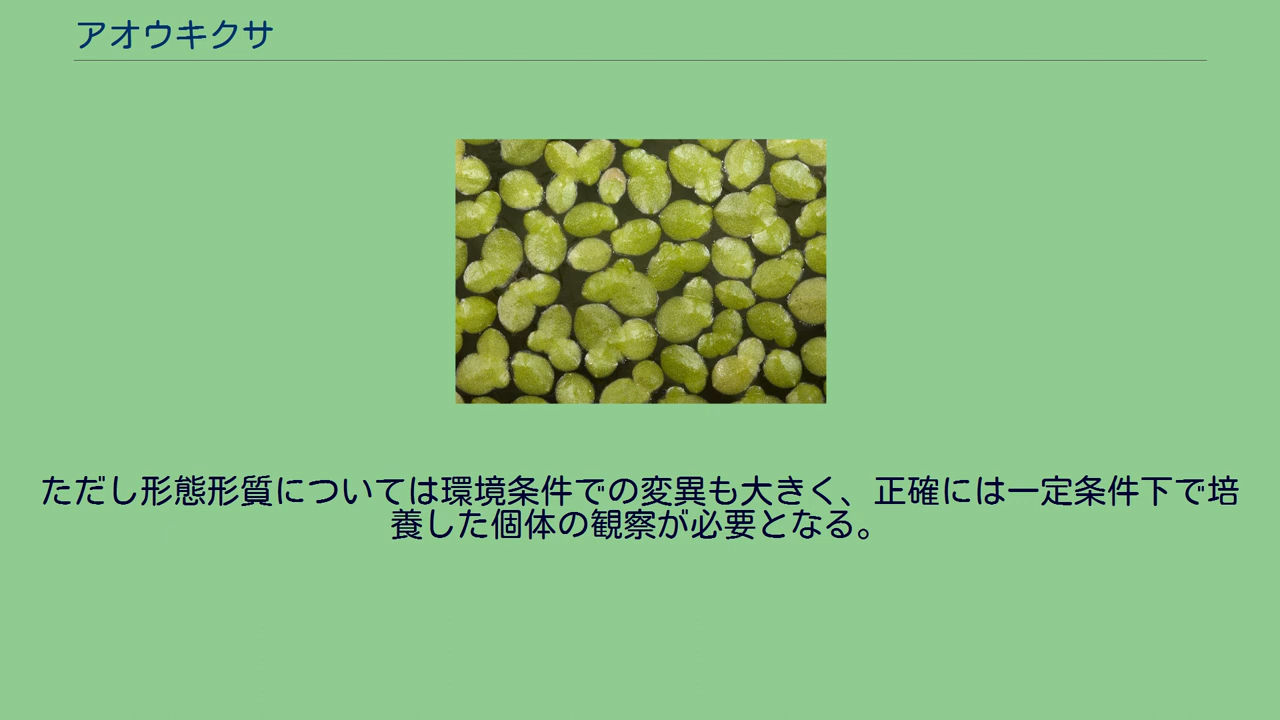 アオウキクサ
ただし形態形質については環境条件での変異も大きく、正確には一定条件下で培
養した個体の観察が必要となる。